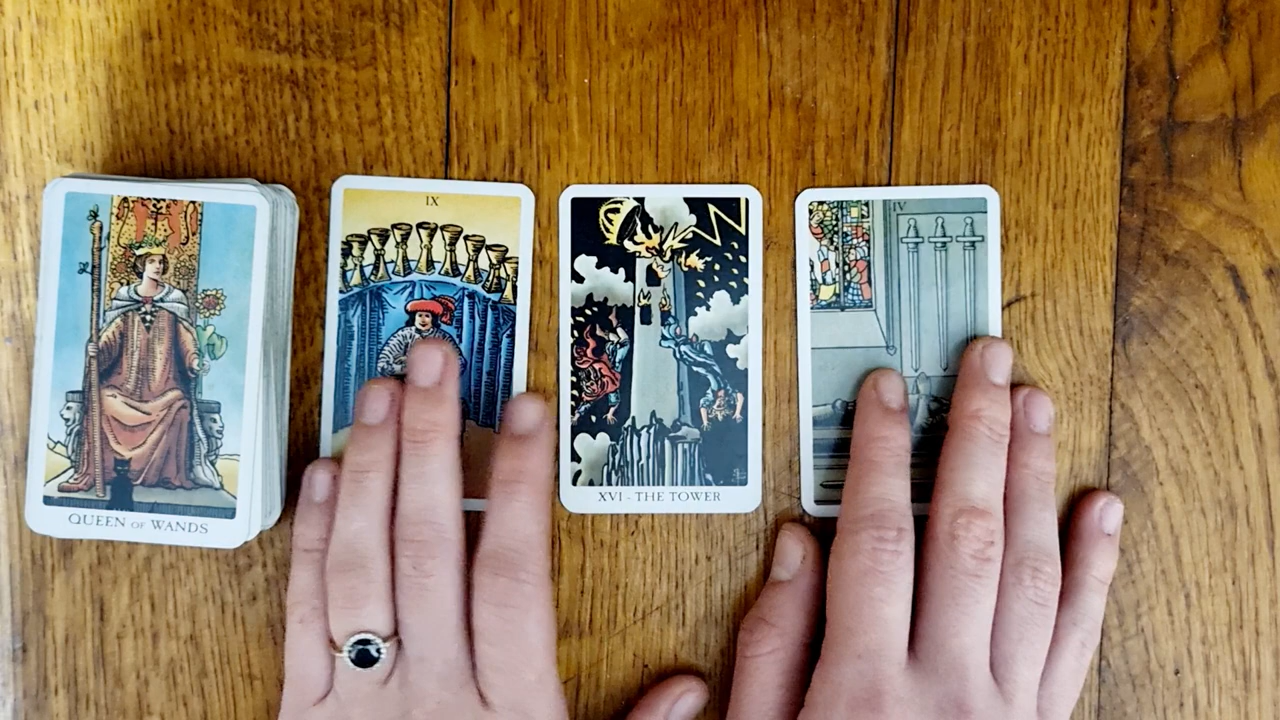 QUEEN OF WANDS
IX
XVI - THE TOWER
IV